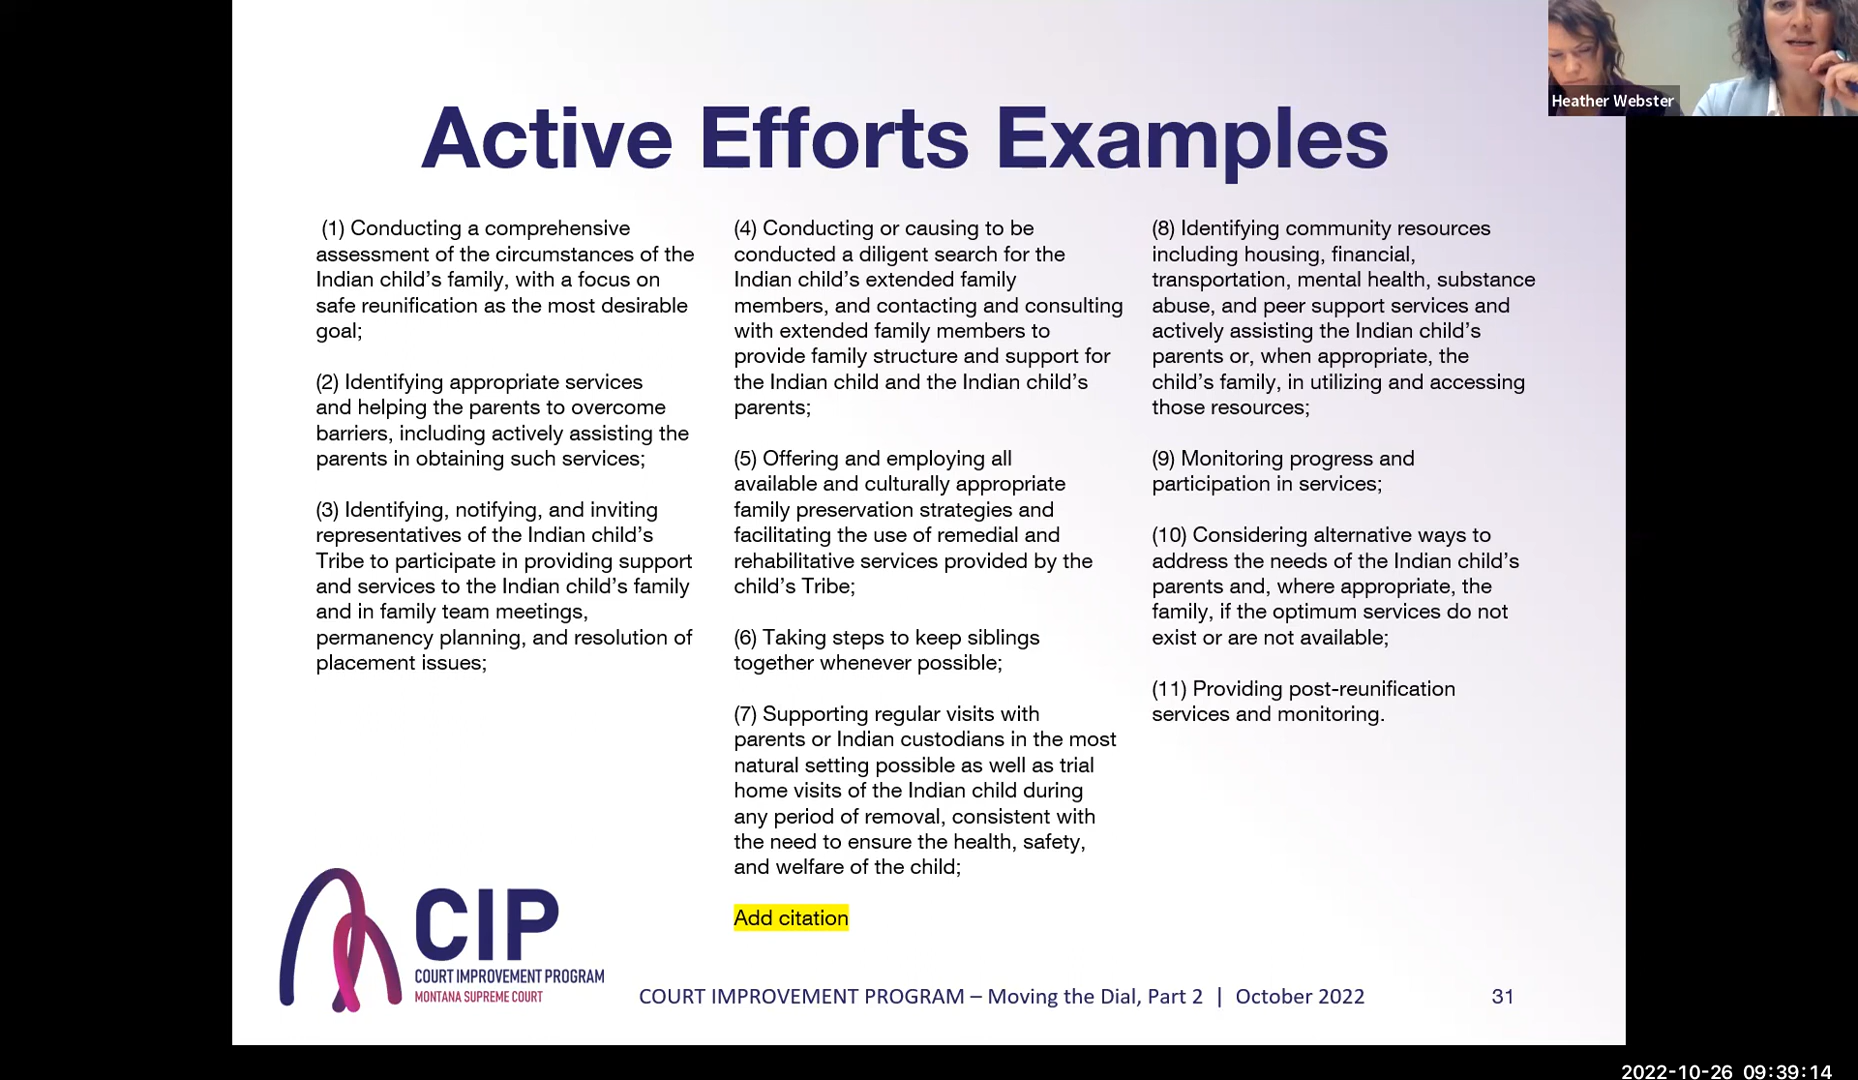 Heather Webster
Active Efforts Examples
(1) Conducting a comprehensive
assessment of the circumstances of the
Indian child's family, with a focus on
safe reunification as the most desirable
goal;
(2) Identifying appropriate services
and helping the parents to overcome
barriers, including actively assisting the
parents in obtaining such services;
(3) Identifying, notifying, and inviting
representatives of the Indian child's
Tribe to participate in providing support
and services to the Indian child's family
and in family team meetings,
permanency planning, and resolution of
placement issues;
(4) Conducting or causing to be
conducted a diligent search for the
Indian child's extended family
members, and contacting and consulting
with extended family members to
provide family structure and support for
the Indian child and the Indian child's
parents;
(5) Offering and employing all
available and culturally appropriate
family preservation strategies and
facilitating the use of remedial and
rehabilitative services provided by the
child's Tribe;
(6) Taking steps to keep siblings
together whenever possible;
(7) Supporting regular visits with
parents or Indian custodians in the most
natural setting possible as well as trial
home visits of the Indian child during
any period of removal, consistent with
the need to ensure the health, safety,
and welfare of the child;
Add citation
(8) Identifying community resources
including housing, financial,
transportation, mental health, substance
abuse, and peer support services and
actively assisting the Indian child's
parents or, when appropriate, the
child's family, in utilizing and accessing
those resources;
(9) Monitoring progress and
participation in services;
(10) Considering alternative ways to
address the needs of the Indian child's
parents and, where appropriate, the
family, if the optimum services do not
exist or are not available;
(11) Providing post-reunification
services and monitoring.
CIP
COURT IMPROVEMENT PROGRAM
MONTANA SUPREME COURT
COURT IMPROVEMENT PROGRAM – Moving the Dial, Part 2 | October 2022
31
2022-10-26 09:39:14